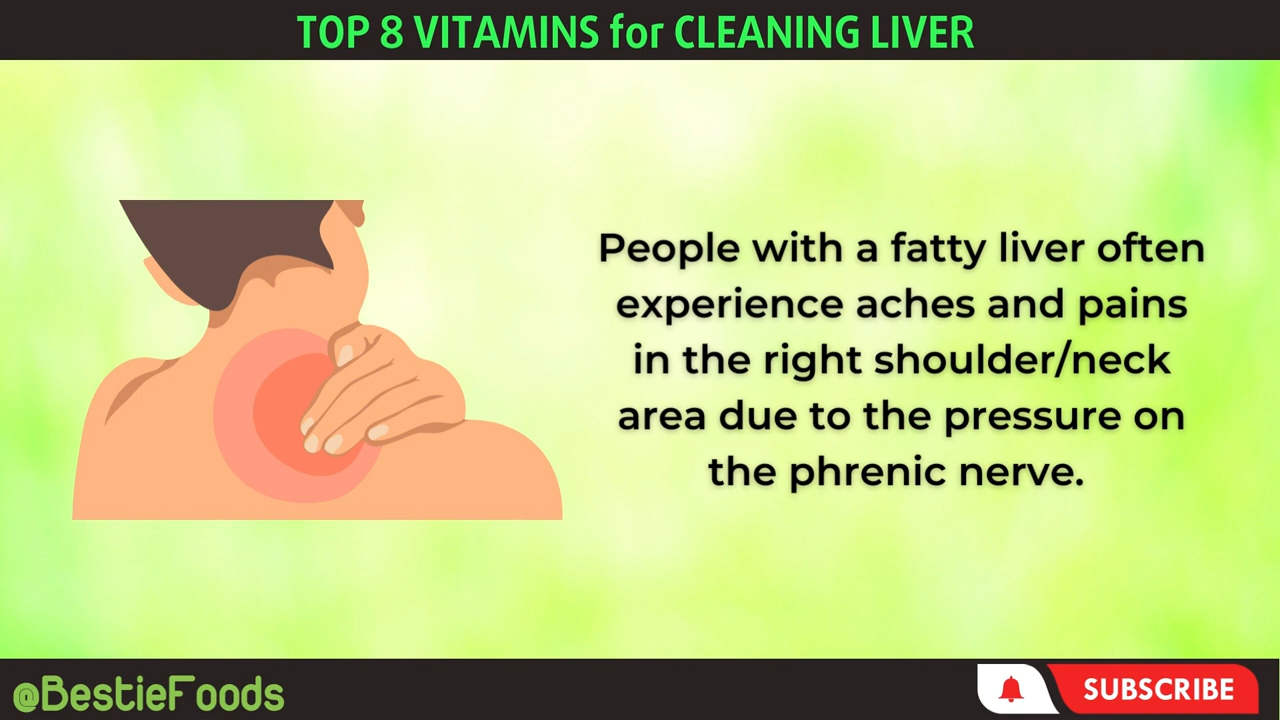 TOP 8 VITAMINS for CLEANING LIVER
People with a fatty liver often
experience aches and pains
in the right shoulder/neck
area due to the pressure on
the phrenic nerve.
@BestieFoods
SUBSCRIBE